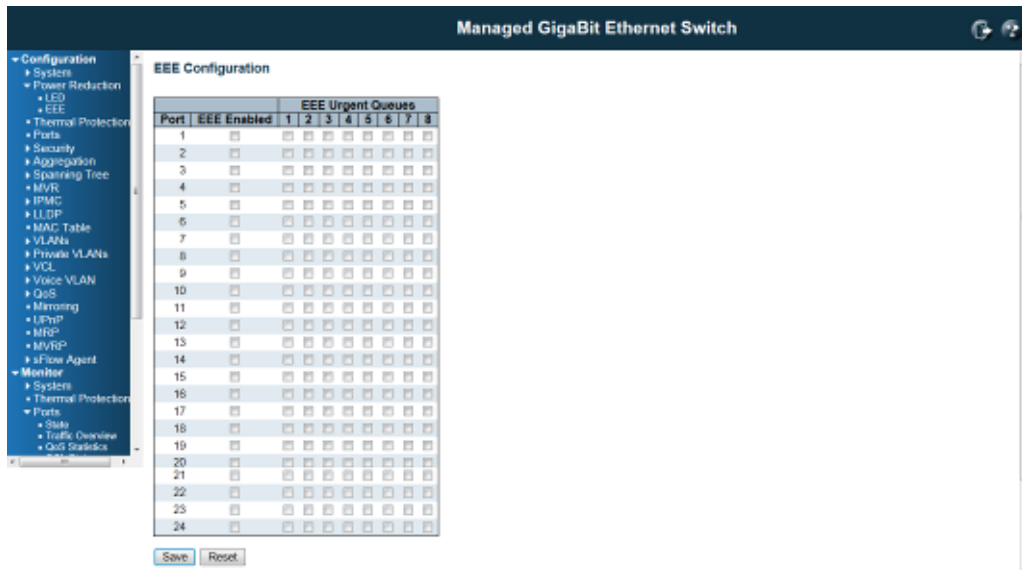 Managed GigaBit Ethernet Switch
Configuration
System
Power Reduction
LED
EEE
Thermal Protection
Ports
Security
Aggregation
Spanning Tree
MVR
IPMC
LLDP
MAC Table
VLANs
Private VLANs
VCL
Voice VLAN
QoS
Mirroring
UPnP
MRP
MVRP
sFlow Agent
Monitor
System
Thermal Protection
Ports
State
Traffic Overview
QoS Statistics
EEE Configuration
EEE Urgent Queues
Port EEE Enabled 1 2 3 4 5 6 7 8
1
2
3
4
5
6
7
8
9
10
11
12
13
14
15
16
17
18
19
20
21
22
23
24
Save Reset